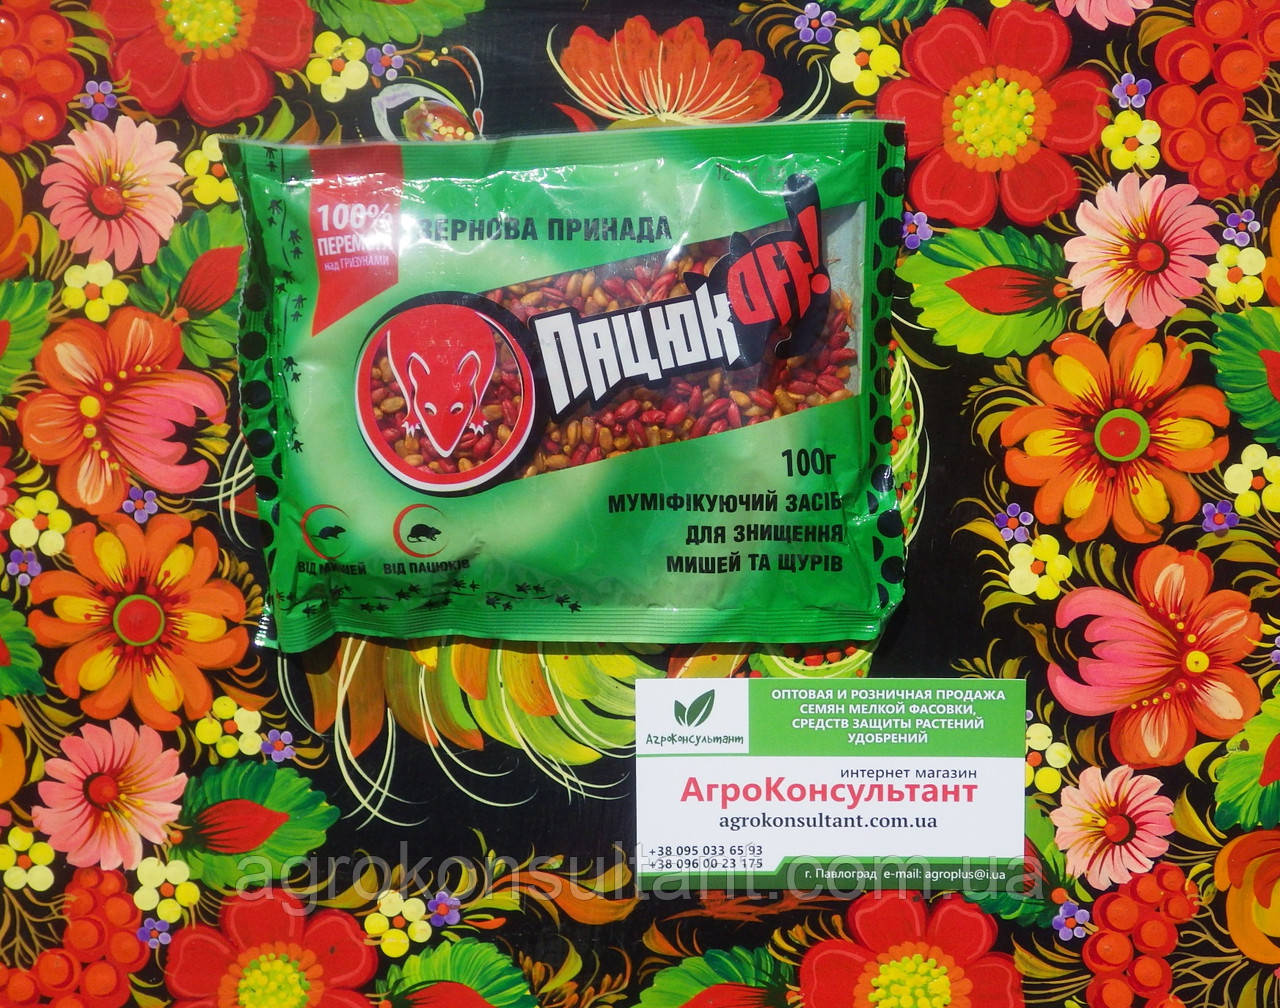 100%
ПЕРЕМОГА
над ГРИЗУНАМИ
ЗЕРНОВА ПРИНАДА
ПАЦЮК OFF!
100г
МУМІФІКУЮЧИЙ ЗАСІБ
ДЛЯ ЗНИЩЕННЯ
МИШЕЙ ТА ЩУРІВ
ВІД МИШЕЙ ВІД ПАЦЮКІВ
АгроКонсультант
ОПТОВАЯ И РОЗНИЧНАЯ ПРОДАЖА
СЕМЯН МЕЛКОЙ ФАСОВКИ,
СРЕДСТВ ЗАЩИТЫ РАСТЕНИЙ
УДОБРЕНИЙ
интернет магазин
АгроКонсультант
agrokonsultant.com.ua
+38 095 033 65 93
+38 096 00 23 175
г. Павлоград e-mail: agroplus@i.ua
agrokonsultant.com.ua